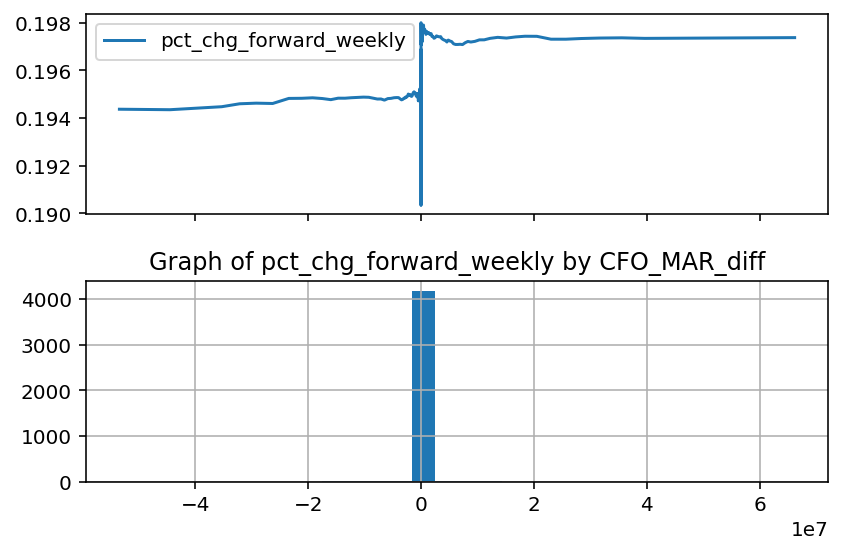 0.198
0.196
0.194
0.192
0.190
pct_chg_forward_weekly
Graph of pct_chg_forward_weekly by CFO_MAR_diff
4000
3000
2000
1000
0
−4 −2 0 2 4 6
1e7